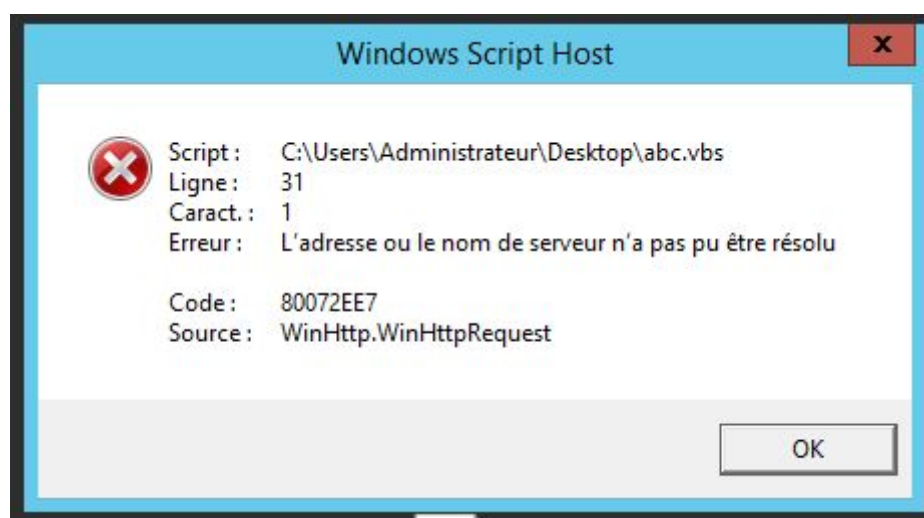 Windows Script Host
x
Script : C:\Users\Administrateur\Desktop\abc.vbs
Ligne : 31
Caract. : 1
Erreur : L’adresse ou le nom de serveur n’a pas pu être résolu
Code : 80072EE7
Source : WinHttp.WinHttpRequest
OK